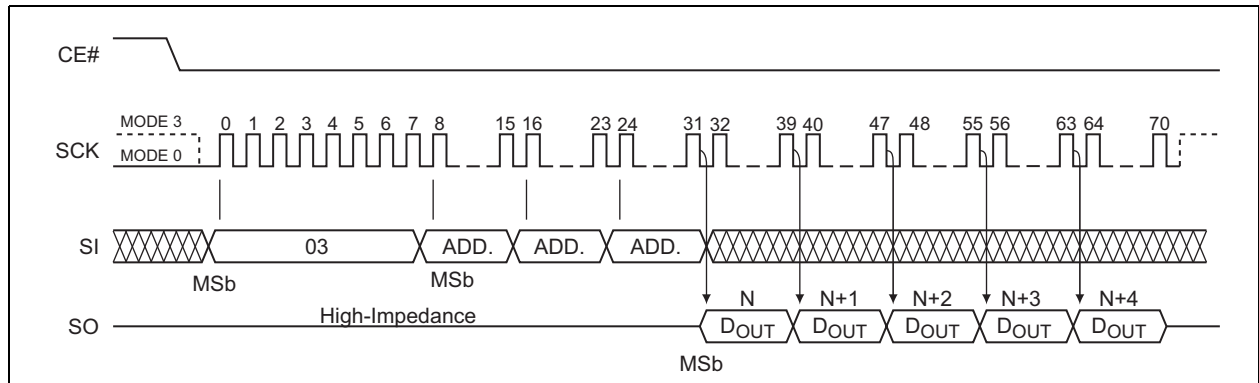 CE#
MODE 3
0 1 2 3 4 5 6 7 8 15 16 23 24 31 32 39 40 47 48 55 56 63 64 70
SCK
MODE 0
SI
03 ADD. ADD. ADD.
MSb MSb
N N+1 N+2 N+3 N+4
High-Impedance
SO
DOUT DOUT DOUT DOUT DOUT
MSb